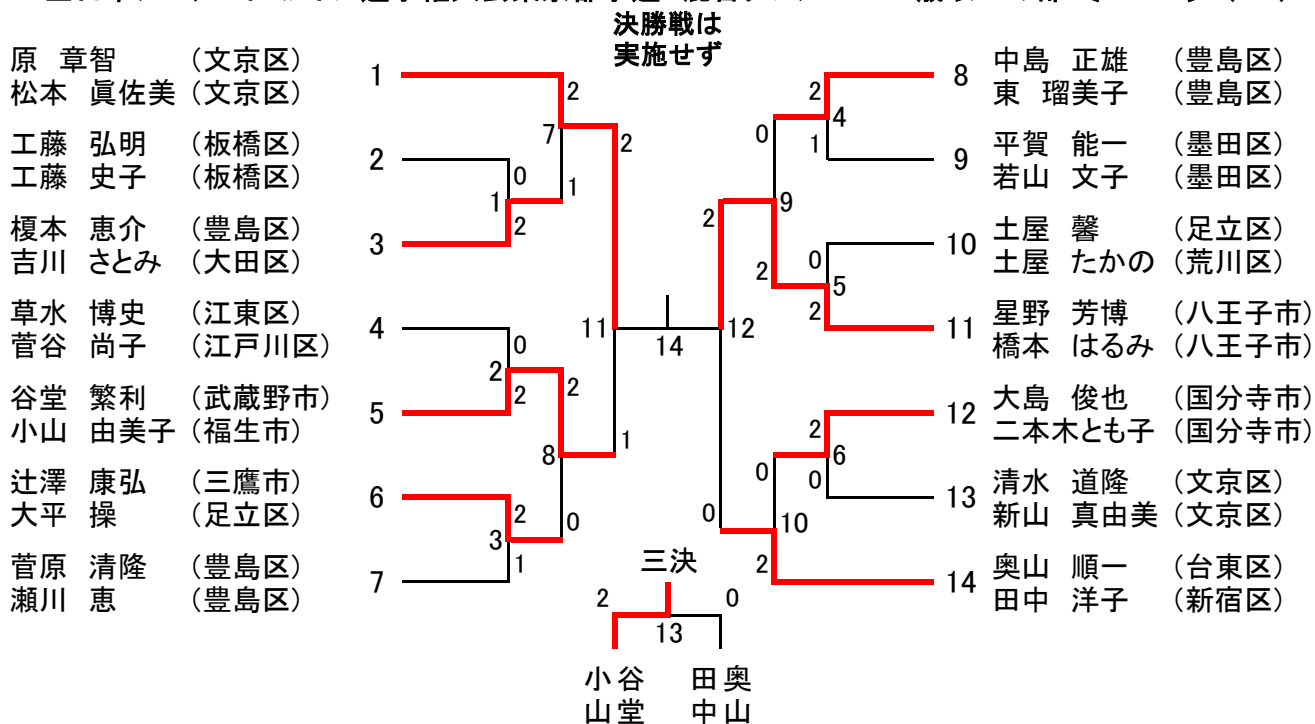 決勝戦は
実施せず
原 章智 (文京区)
松本 眞佐美 (文京区)
1
工藤 弘明 (板橋区)
工藤 史子 (板橋区)
2
榎本 恵介 (豊島区)
吉川 さとみ (大田区)
3
草水 博史 (江東区)
菅谷 尚子 (江戸川区)
4
谷堂 繁利 (武蔵野市)
小山 由美子 (福生市)
5
辻澤 康弘 (三鷹市)
大平 操 (足立区)
6
菅原 清隆 (豊島区)
瀬川 恵 (豊島区)
7
2
7
2
0
1
1
2
11
0
2
2
2
8
1
2
0
3
1
14
2
4
0
1
2
9
0
2
5
2
12
2
6
0
0
0
10
2
8 中島 正雄 (豊島区)
東 瑠美子 (豊島区)
9 平賀 能一 (墨田区)
若山 文子 (墨田区)
10 土屋 馨 (足立区)
土屋 たかの (荒川区)
11 星野 芳博 (八王子市)
橋本 はるみ (八王子市)
12 大島 俊也 (国分寺市)
二本木とも子 (国分寺市)
13 清水 道隆 (文京区)
新山 真由美 (文京区)
14 奥山 順一 (台東区)
田中 洋子 (新宿区)
三決
2 0
13
小谷 田奥
山堂 中山